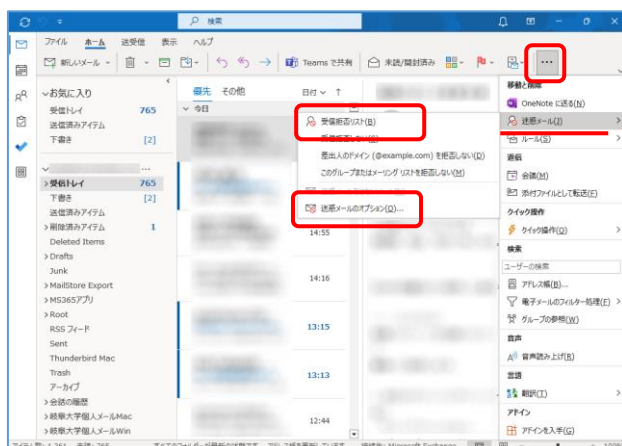 検索
ファイル ホーム 送受信 表示 ヘルプ
新しいメール Teams で共有 未読/開封済み
お気に入り
受信トレイ 765
送信済みアイテム
下書き [2]
受信トレイ 765
下書き [2]
送信済みアイテム
削除済みアイテム 1
Deleted Items
Drafts
Junk
MailStore Export
MS365アプリ
Root
RSS フィード
Sent
Thunderbird Mac
Trash
アーカイブ
会話の履歴
岐阜大学個人メールMac
岐阜大学個人メールWin
優先 その他 日付
今日
14:55
14:16
13:15
13:13
12:44
受信拒否リスト(B)
差出人のドメイン (@example.com) を拒否しない(D)
このグループまたはメーリング リストを拒否しない(M)
迷惑メールのオプション(O)...
移動と削除
OneNote に送る(N)
迷惑メール(J)
ルール(S)
返信
会議(M)
添付ファイルとして転送(E)
クイック操作
クイック操作(Q)
検索
ユーザーの検索
アドレス帳(B)...
電子メールのフィルター処理(E)
グループの参照(W)
音声
音声読み上げ(R)
言語
翻訳(T)
アドイン
アドインを入手(G)